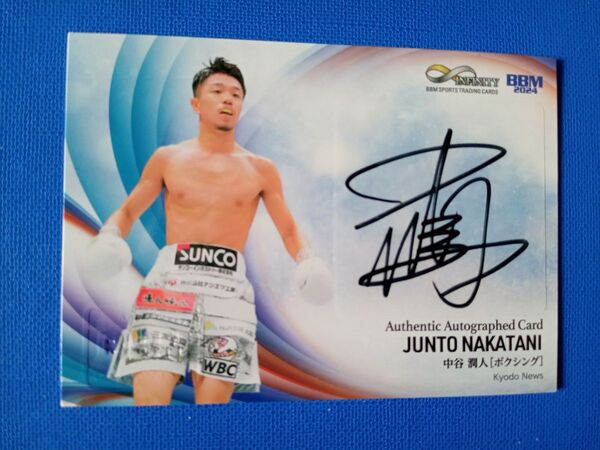 INFINITY
BBM SPORTS TRADING CARDS
BBM
2024
SUNCO
WBC
Authentic Autographed Card
JUNTO NAKATANI
中谷 潤人[ボクシング]
Kyodo News